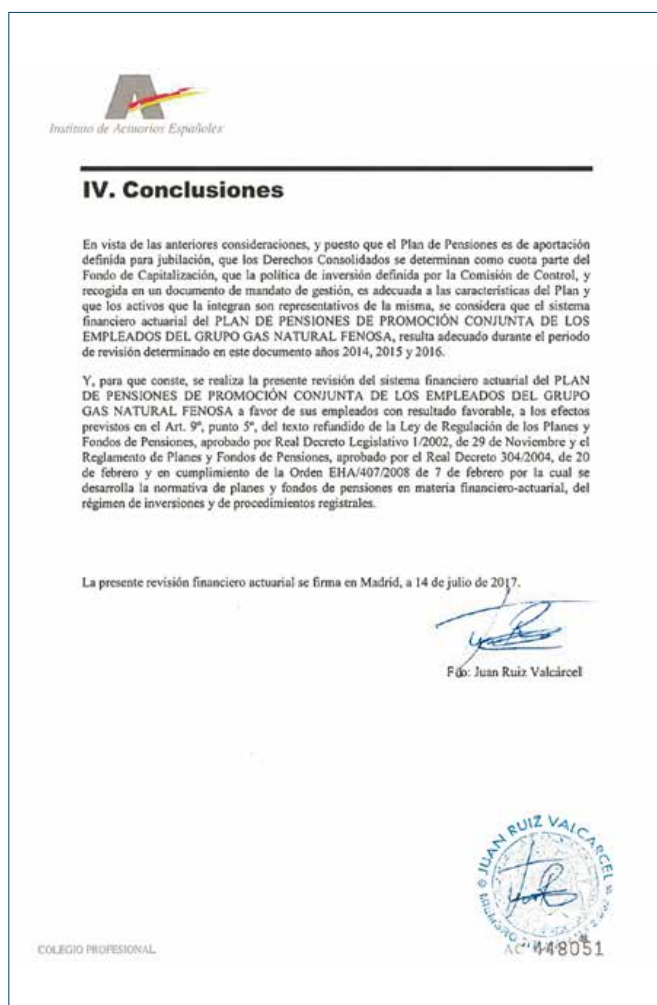 Instituto de Actuarios Españoles
IV. Conclusiones
En vista de las anteriores consideraciones, y puesto que el Plan de Pensiones es de aportación
definida para jubilación, que los Derechos Consolidados se determinan como cuota parte del
Fondo de Capitalización, que la política de inversión definida por la Comisión de Control, y
recogida en un documento de mandato de gestión, es adecuada a las características del Plan y
que los activos que la integran son representativos de la misma, se considera que el sistema
financiero actuarial del PLAN DE PENSIONES DE PROMOCIÓN CONJUNTA DE LOS
EMPLEADOS DEL GRUPO GAS NATURAL FENOSA, resulta adecuado durante el periodo
de revisión determinado en este documento años 2014, 2015 y 2016.
Y, para que conste, se realiza la presente revisión del sistema financiero actuarial del PLAN
DE PENSIONES DE PROMOCIÓN CONJUNTA DE LOS EMPLEADOS DEL GRUPO
GAS NATURAL FENOSA a favor de sus empleados con resultado favorable, a los efectos
previstos en el Art. 9º, punto 5º, del texto refundido de la Ley de Regulación de los Planes y
Fondos de Pensiones, aprobado por Real Decreto Legislativo 1/2002, de 29 de Noviembre y el
Reglamento de Planes y Fondos de Pensiones, aprobado por el Real Decreto 304/2004, de 20
de febrero y en cumplimiento de la Orden EHA/407/2008 de 7 de febrero por la cual se
desarrolla la normativa de planes y fondos de pensiones en materia financiero-actuarial, del
régimen de inversiones y de procedimientos registrales.
La presente revisión financiero actuarial se firma en Madrid, a 14 de julio de 2017.
Fdo: Juan Ruiz Valcárcel
JUAN RUIZ VALCARCEL
MIEMBRO
COLEGIO PROFESIONAL
AC 448051